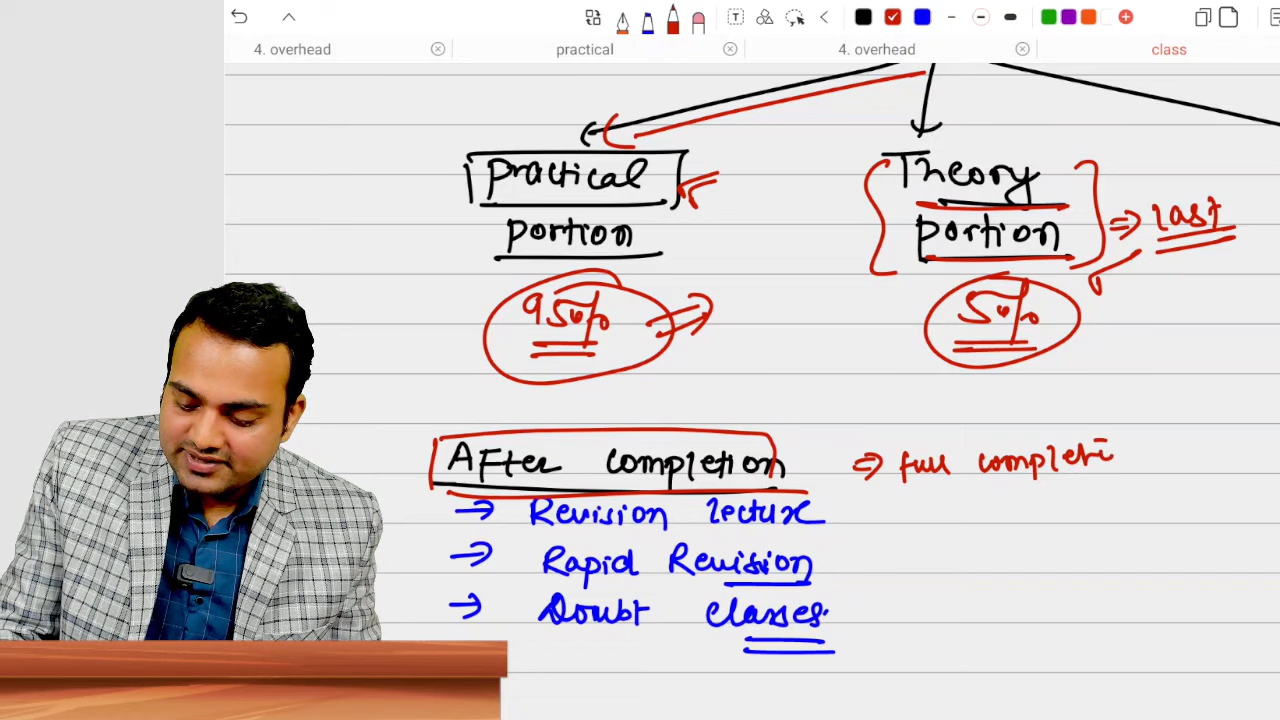 4. overhead practical 4. overhead class
Practical
portion
95%
Theory
portion
⇒ last
5%
After completion ⇒ full completi
→ Revision lecture
→ Rapid Revision
→ Doubt classes.